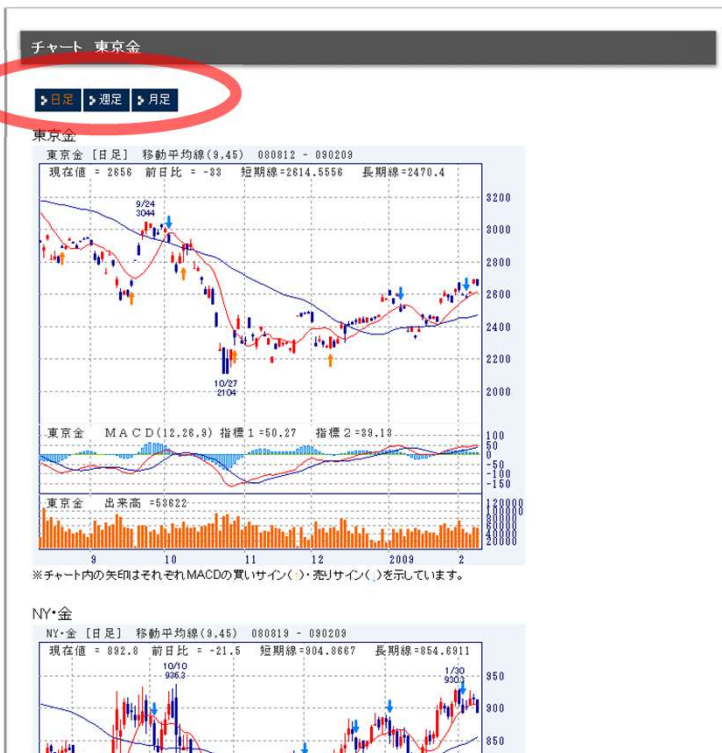 チャート 東京金
日足 週足 月足
東京金
東京金 [日足] 移動平均線(9,45) 080812 - 090209
現在値 = 2656 前日比 = -33 短期線=2614.5556 長期線=2470.4
9/24
3044
3200
3000
2800
2600
2400
2200
10/27
2104
2000
東京金 MACD(12,26,9) 指標1=50.27 指標2=39.13
100
50
0
-50
-100
-150
東京金 出来高 =53622
120000
100000
80000
60000
40000
20000
9 10 11 12 2009 2
※チャート内の矢印はそれぞれMACDの買いサイン(↑)・売りサイン(↓)を示しています。
NY・金
NY・金 [日足] 移動平均線(9,45) 080819 - 090209
現在値 = 892.8 前日比 = -21.5 短期線=904.8667 長期線=854.6911
10/10
936.3
1/30
930.3
950
900
850